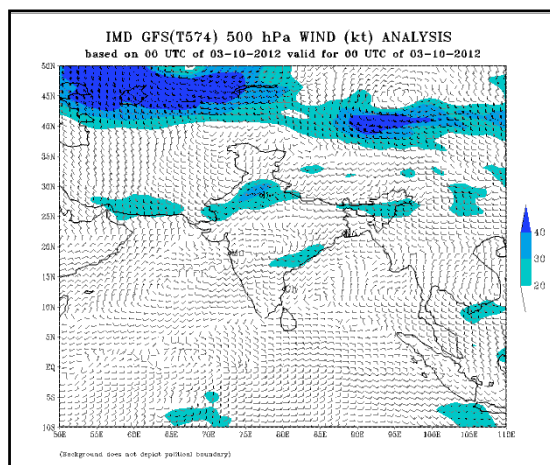 IMD GFS(T574) 500 hPa WIND (kt) ANALYSIS
based on 00 UTC of 03-10-2012 valid for 00 UTC of 03-10-2012
50N
45N
40N
35N
30N
25N
20N
15N
10N
5N
EQ
5S
10S
50E 55E 60E 65E 70E 75E 80E 85E 90E 95E 100E 105E 110E
40
30
20
(Background does not depict political boundary)